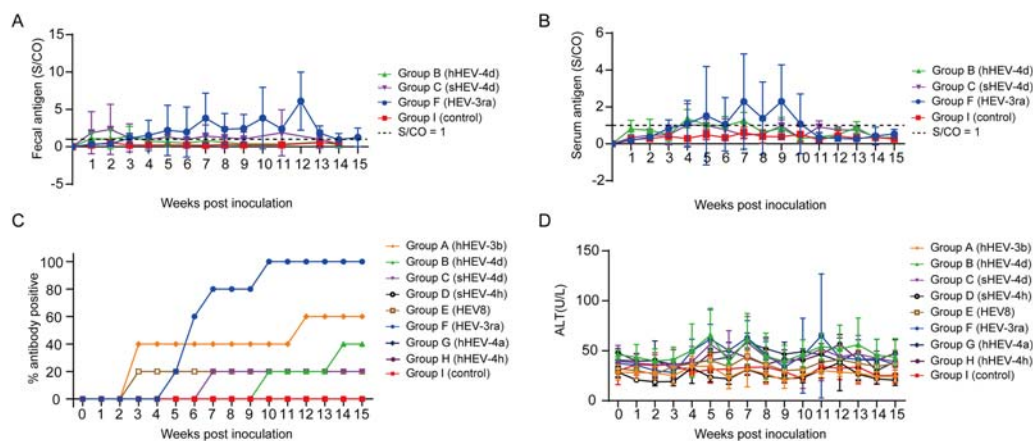 A
Fecal antigen (S/CO)
15
10
5
0
-5
1 2 3 4 5 6 7 8 9 10 11 12 13 14 15
Weeks post inoculation
Group B (hHEV-4d)
Group C (sHEV-4d)
Group F (HEV-3ra)
Group I (control)
S/CO = 1
B
Serum antigen (S/CO)
6
4
2
0
-2
1 2 3 4 5 6 7 8 9 10 11 12 13 14 15
Weeks post inoculation
Group B (hHEV-4d)
Group C (sHEV-4d)
Group F (HEV-3ra)
Group I (control)
S/CO = 1
C
% antibody positive
100
80
60
40
20
0
0 1 2 3 4 5 6 7 8 9 10 11 12 13 14 15
Weeks post inoculation
Group A (hHEV-3b)
Group B (hHEV-4d)
Group C (sHEV-4d)
Group D (sHEV-4h)
Group E (HEV8)
Group F (HEV-3ra)
Group G (hHEV-4a)
Group H (hHEV-4h)
Group I (control)
D
ALT(U/L)
150
100
50
0
0 1 2 3 4 5 6 7 8 9 10 11 12 13 14 15
Weeks post inoculation
Group A (hHEV-3b)
Group B (hHEV-4d)
Group C (sHEV-4d)
Group D (sHEV-4h)
Group E (HEV8)
Group F (HEV-3ra)
Group G (hHEV-4a)
Group H (hHEV-4h)
Group I (control)